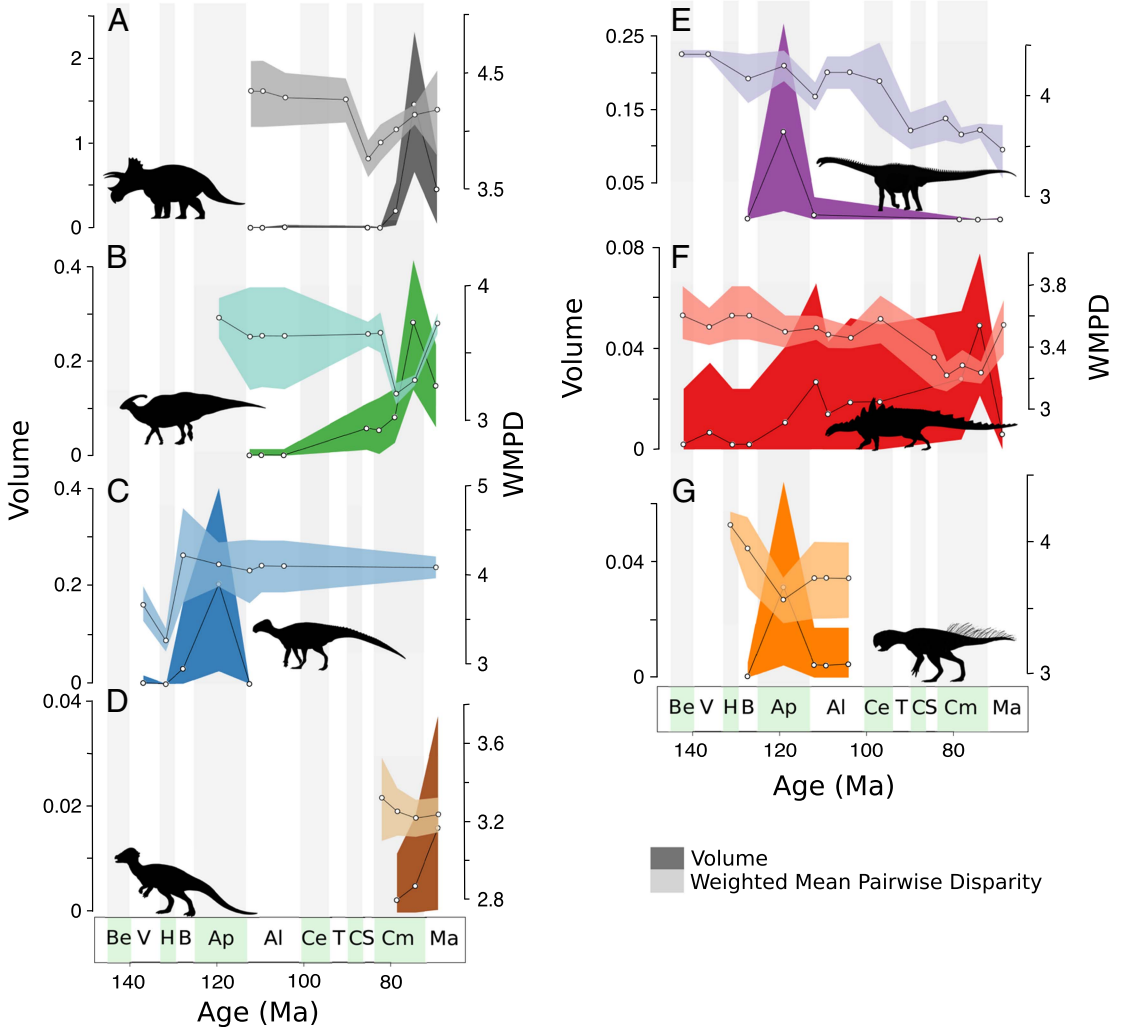 A
2
1
0
4.5
3.5
B
0.4
0.2
0
4
3
Volume
WMPD
C
0.4
0.2
0
5
4
3
D
0.04
0.02
0
3.6
3.2
2.8
Be V H B Ap Al Ce T C S Cm Ma
140 120 100 80
Age (Ma)
E
0.25
0.15
0.05
4
3
F
0.08
0.04
0
3.8
3.4
3
Volume
WMPD
G
0.04
0
4
3
Be V H B Ap Al Ce T C S Cm Ma
140 120 100 80
Age (Ma)
Volume
Weighted Mean Pairwise Disparity